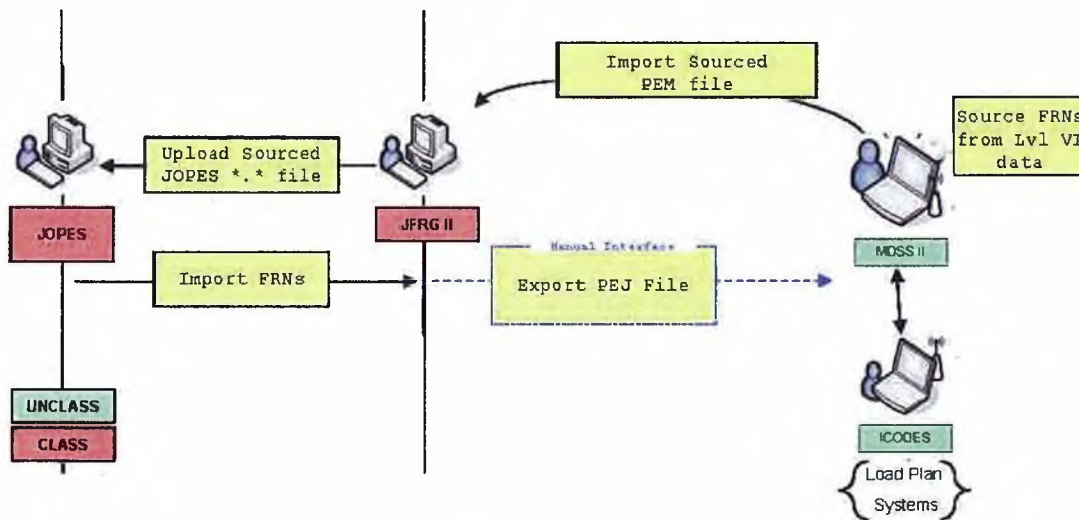 Import Sourced
PEM file
Source FRNs
from Lvl VI
data
Upload Sourced
JOPES *.* file
JOPES
JFRG II
Manual Interface
MDSS II
Import FRNs
Export PEJ File
UNCLASS
CLASS
ICODES
Load Plan
Systems